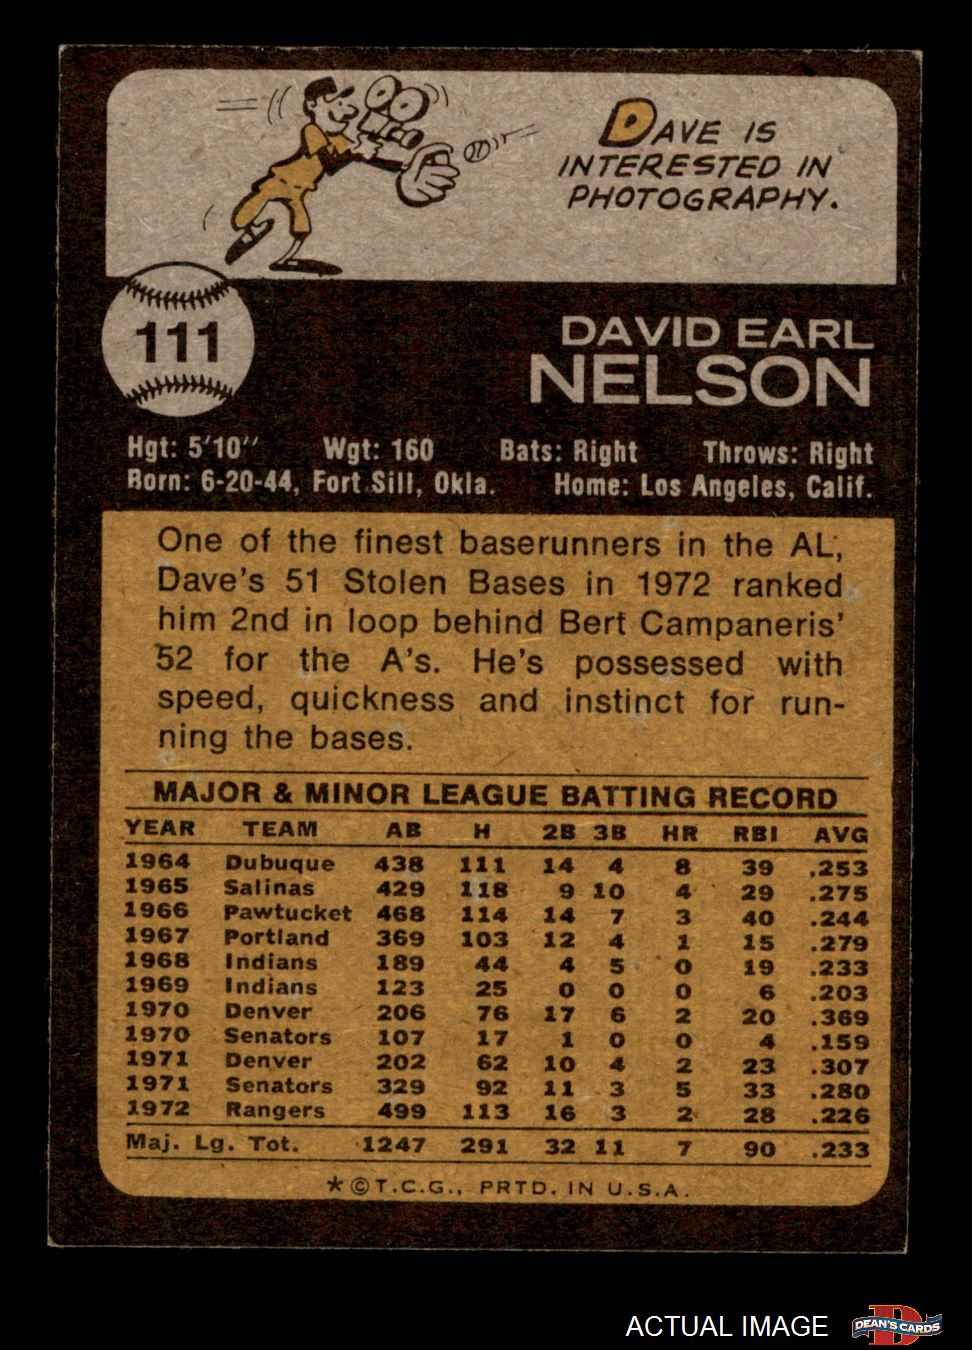 DAVE IS
INTERESTED IN
PHOTOGRAPHY.
111
DAVID EARL
NELSON
Hgt: 5'10" Wgt: 160 Bats: Right Throws: Right
Born: 6-20-44, Fort Sill, Okla. Home: Los Angeles, Calif.
One of the finest baserunners in the AL,
Dave's 51 Stolen Bases in 1972 ranked
him 2nd in loop behind Bert Campaneris'
52 for the A's. He's possessed with
speed, quickness and instinct for run-
ning the bases.
MAJOR & MINOR LEAGUE BATTING RECORD
YEAR TEAM AB H 2B 3B HR RBI AVG
1964 Dubuque 438 111 14 4 8 39 .253
1965 Salinas 429 118 9 10 4 29 .275
1966 Pawtucket 468 114 14 7 3 40 .244
1967 Portland 369 103 12 4 1 15 .279
1968 Indians 189 44 4 5 0 19 .233
1969 Indians 123 25 0 0 0 6 .203
1970 Denver 206 76 17 6 2 20 .369
1970 Senators 107 17 1 0 0 4 .159
1971 Denver 202 62 10 4 2 23 .307
1971 Senators 329 92 11 3 5 33 .280
1972 Rangers 499 113 16 3 2 28 .226
Maj. Lg. Tot. 1247 291 32 11 7 90 .233
*©T.C.G., PRTD. IN U.S.A.
ACTUAL IMAGE
D
DEAN'S CARDS